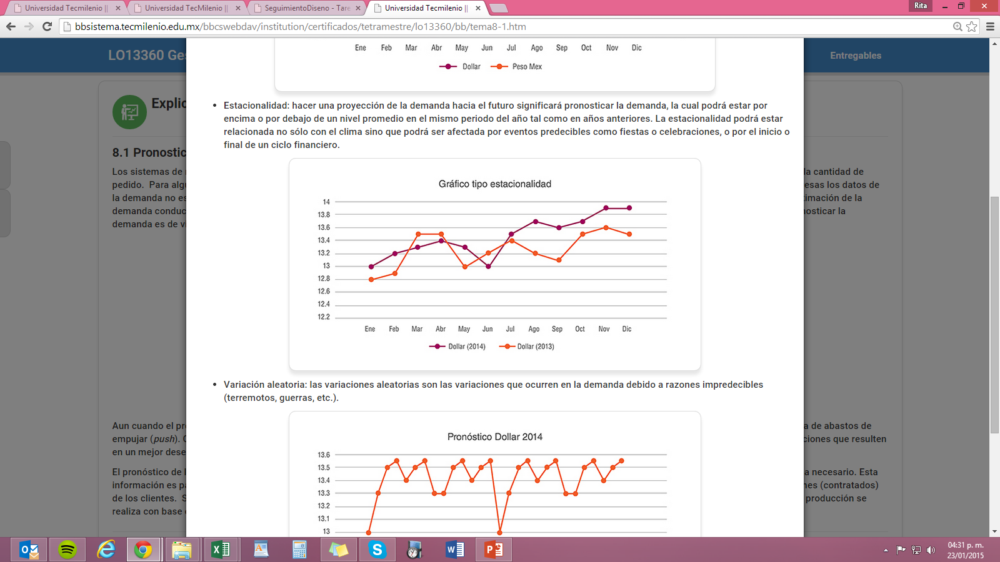 Universidad Tecmilenio ||
Universidad TecMilenio ||
SeguimientoDiseno - Tare
Universidad Tecmilenio ||
Rita
bbsistema.tecmilenio.edu.mx/bbcswebdav/institution/certificados/tetramestre/lo13360/bb/tema8-1.htm
LO13360 Ges
Entregables
Ene Feb Mar Abr May Jun Jul Ago Sep Oct Nov Dic
Dollar Peso Mex
Explic
8.1 Pronostic
Los sistemas de
pedido. Para algu
la demanda no es
demanda conduc
demanda es de vi
la cantidad de
esas los datos de
timación de la
nosticar la
• Estacionalidad: hacer una proyección de la demanda hacia el futuro significará pronosticar la demanda, la cual podrá estar por
encima o por debajo de un nivel promedio en el mismo periodo del año tal como en años anteriores. La estacionalidad podrá estar
relacionada no sólo con el clima sino que podrá ser afectada por eventos predecibles como fiestas o celebraciones, o por el inicio o
final de un ciclo financiero.
Gráfico tipo estacionalidad
14
13.8
13.6
13.4
13.2
13
12.8
12.6
12.4
12.2
Ene Feb Mar Abr May Jun Jul Ago Sep Oct Nov Dic
Dollar (2014) Dollar (2013)
• Variación aleatoria: las variaciones aleatorias son las variaciones que ocurren en la demanda debido a razones impredecibles
(terremotos, guerras, etc.).
Pronóstico Dollar 2014
13.6
13.5
13.4
13.3
13.2
13.1
13
Aun cuando el pr
empujar (push).
en un mejor dese
El pronóstico de
información es pa
de los clientes. S
realiza con base
a de abastos de
ciones que resulten
a necesario. Esta
nes (contratados)
producción se
04:31 p. m.
23/01/2015